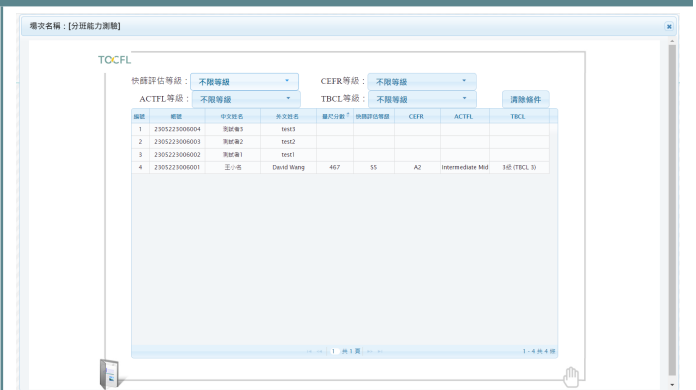 場次名稱：[分班能力測驗]
TOCFL
快篩評估等級： 不限等級 CEFR等級： 不限等級
ACTFL等級： 不限等級 TBCL等級： 不限等級 清除條件
編號 帳號 中文姓名 外文姓名 量尺分數 快篩評估等級 CEFR ACTFL TBCL
1 2305223006004 測試者3 test3
2 2305223006003 測試者2 test2
3 2305223006002 測試者1 test1
4 2305223006001 王小名 David Wang 467 S5 A2 Intermediate Mid 3級 (TBCL 3)
1 共 1 頁 1 - 4 共 4 條